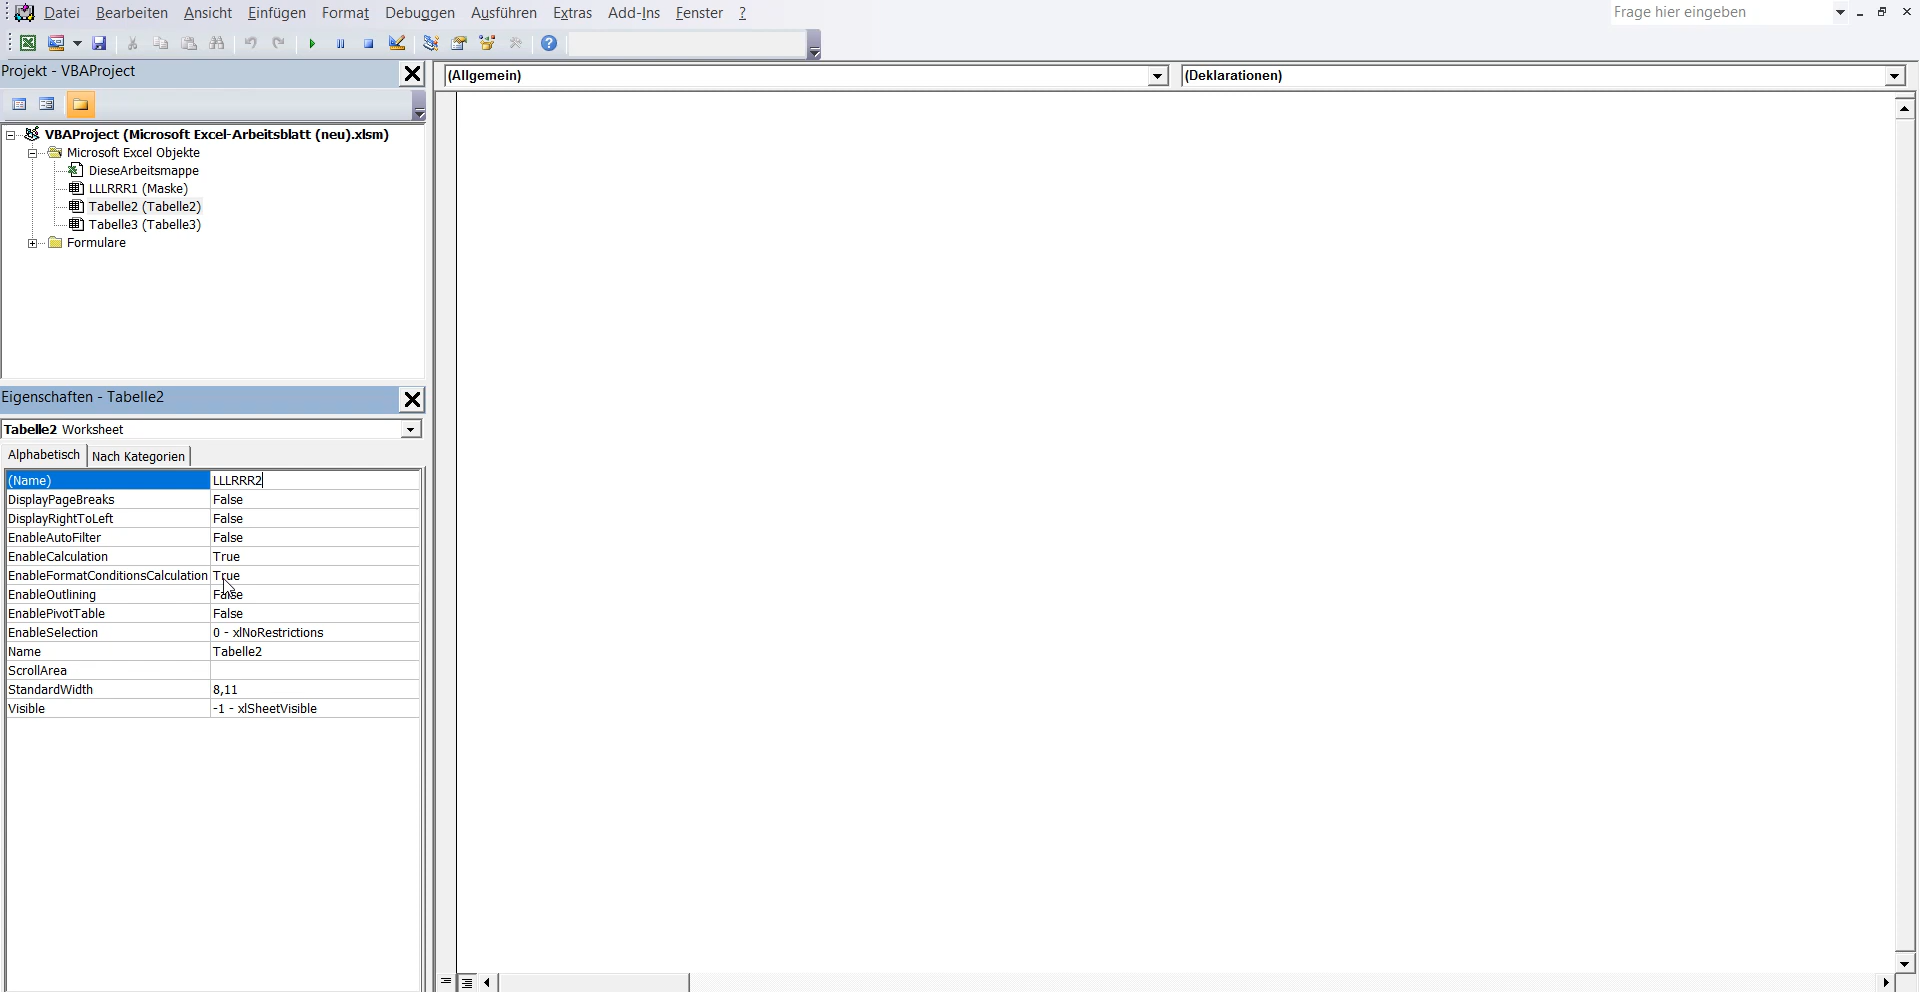 Datei Bearbeiten Ansicht Einfügen Format Debuggen Ausführen Extras Add-Ins Fenster ? Frage hier eingeben
Projekt - VBAProject
(Allgemein) (Deklarationen)
VBAProject (Microsoft Excel-Arbeitsblatt (neu).xlsm)
Microsoft Excel Objekte
DieseArbeitsmappe
LLLRRR1 (Maske)
Tabelle2 (Tabelle2)
Tabelle3 (Tabelle3)
Formulare
Eigenschaften - Tabelle2
Tabelle2 Worksheet
Alphabetisch Nach Kategorien
(Name) LLLRRR2
DisplayPageBreaks False
DisplayRightToLeft False
EnableAutoFilter False
EnableCalculation True
EnableFormatConditionsCalculation True
EnableOutlining False
EnablePivotTable False
EnableSelection 0 - xlNoRestrictions
Name Tabelle2
ScrollArea
StandardWidth 8,11
Visible -1 - xlSheetVisible